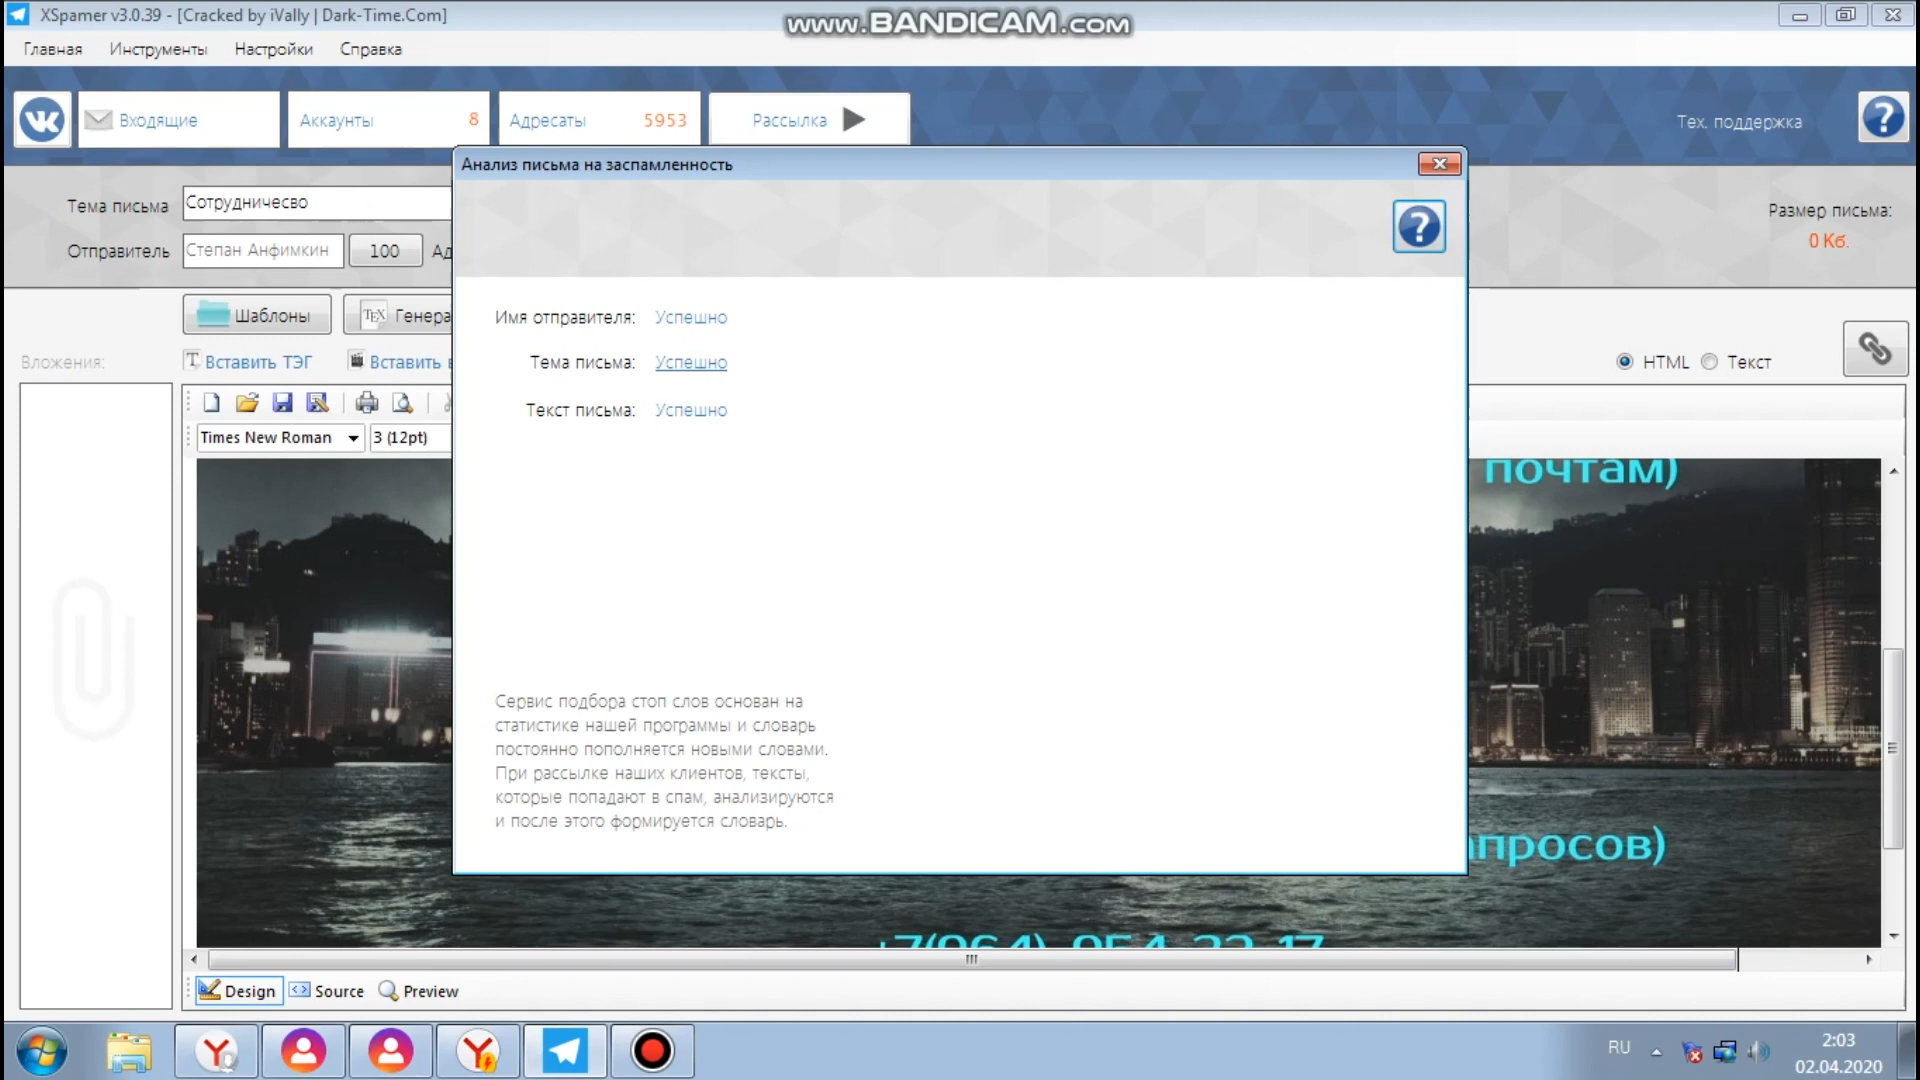 XSpamer v3.0.39 - [Cracked by iVally | Dark-Time.Com]
www.BANDICAM.com
Главная Инструменты Настройки Справка
Входящие Аккаунты 8 Адресаты 5953 Рассылка Тех. поддержка
Анализ письма на заспамленность
Тема письма Сотрудничесво
Размер письма:
0 Кб.
Отправитель Степан Анфимкин 100 Ад
Шаблоны Генера
Имя отправителя: Успешно
Вложения: Вставить ТЭГ Вставить в
Тема письма: Успешно
HTML Текст
Текст письма: Успешно
Times New Roman 3 (12pt)
почтам)
Сервис подбора стоп слов основан на
статистике нашей программы и словарь
постоянно пополняется новыми словами.
При рассылке наших клиентов, тексты,
которые попадают в спам, анализируются
и после этого формируется словарь.
апросов)
Design Source Preview
RU
2:03
02.04.2020